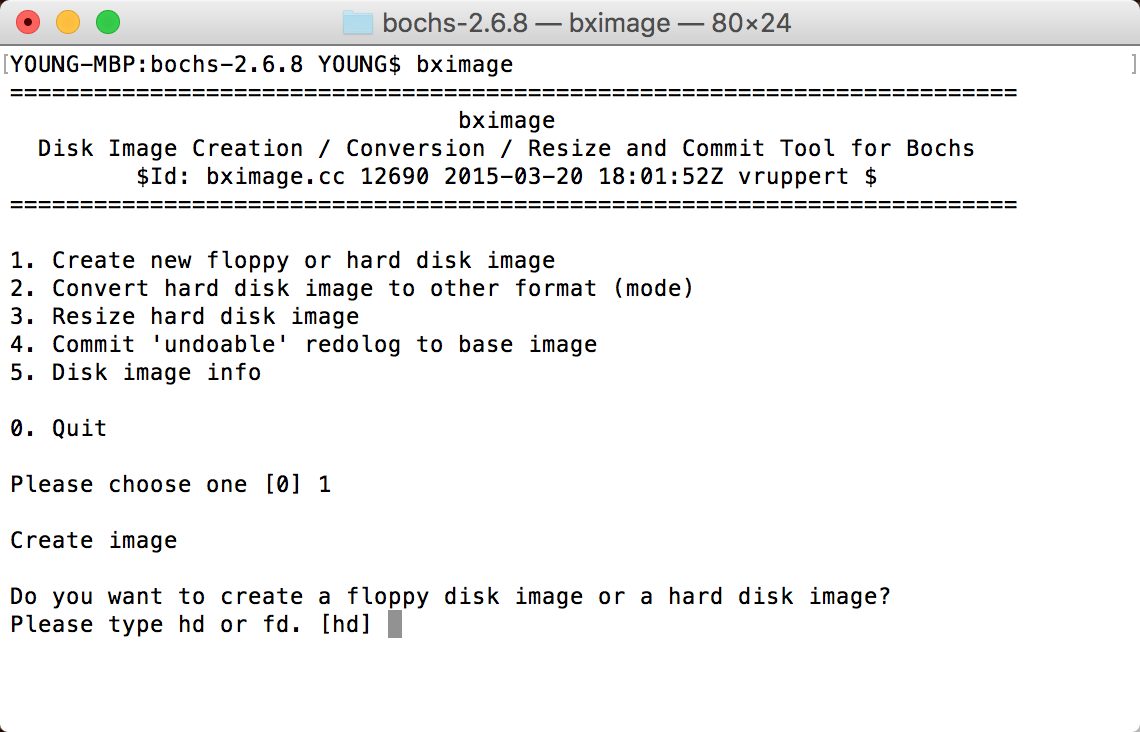 bochs-2.6.8 — bximage — 80×24
[YOUNG-MBP:bochs-2.6.8 YOUNG$ bximage ]
========================================================================
bximage
Disk Image Creation / Conversion / Resize and Commit Tool for Bochs
$Id: bximage.cc 12690 2015-03-20 18:01:52Z vruppert $
========================================================================
1. Create new floppy or hard disk image
2. Convert hard disk image to other format (mode)
3. Resize hard disk image
4. Commit 'undoable' redolog to base image
5. Disk image info
0. Quit
Please choose one [0] 1
Create image
Do you want to create a floppy disk image or a hard disk image?
Please type hd or fd. [hd]